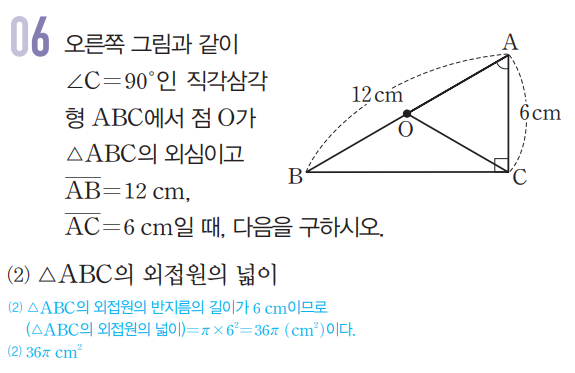 06 오른쪽 그림과 같이
∠C=90°인 직각삼각
형 ABC에서 점 O가
△ABC의 외심이고
AB=12 cm,
AC=6 cm일 때, 다음을 구하시오.
A
12 cm
6 cm
O
B
C
(2) △ABC의 외접원의 넓이
(2) △ABC의 외접원의 반지름의 길이가 6 cm이므로
(△ABC의 외접원의 넓이)=π×6²=36π (cm²)이다.
(2) 36π cm²